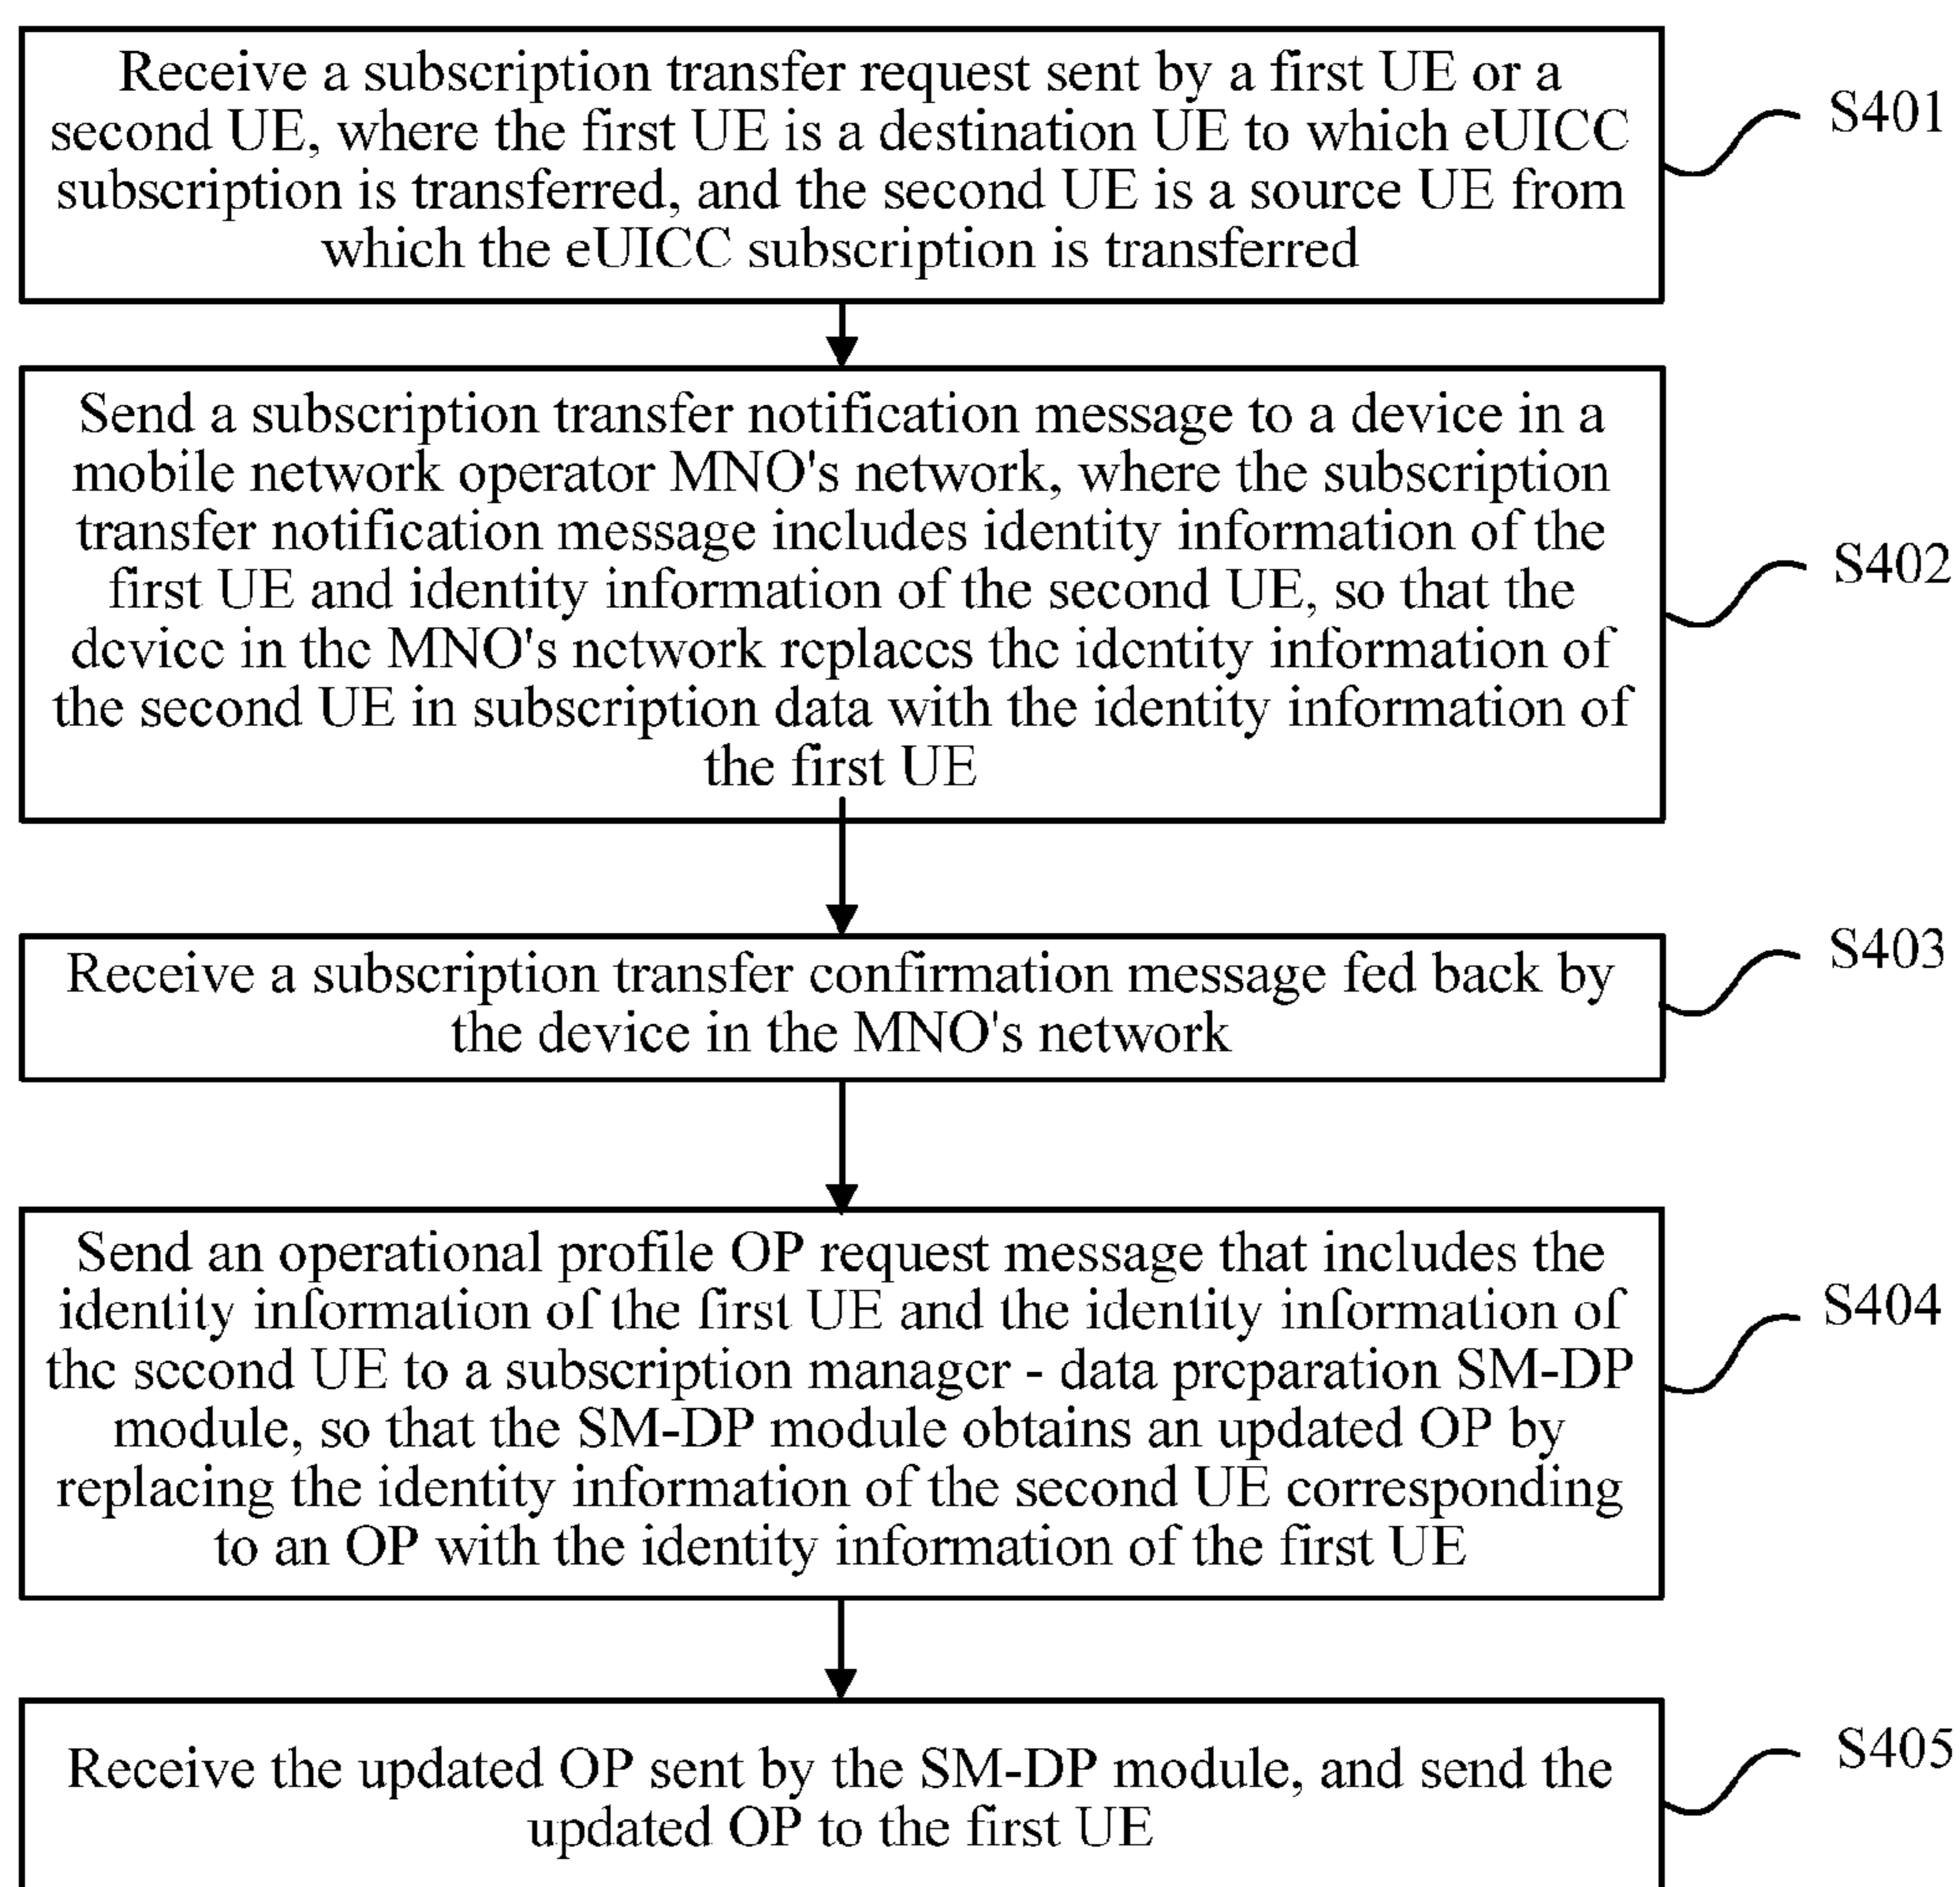 Receive a subscription transfer request sent by a first UE or a
second UE, where the first UE is a destination UE to which eUICC
subscription is transferred, and the second UE is a source UE from
which the eUICC subscription is transferred
S401
Send a subscription transfer notification message to a device in a
mobile network operator MNO's network, where the subscription
transfer notification message includes identity information of the
first UE and identity information of the second UE, so that the
device in the MNO's network replaces the identity information of
the second UE in subscription data with the identity information of
the first UE
S402
Receive a subscription transfer confirmation message fed back by
the device in the MNO's network
S403
Send an operational profile OP request message that includes the
identity information of the first UE and the identity information of
the second UE to a subscription manager - data preparation SM-DP
module, so that the SM-DP module obtains an updated OP by
replacing the identity information of the second UE corresponding
to an OP with the identity information of the first UE
S404
Receive the updated OP sent by the SM-DP module, and send the
updated OP to the first UE
S405